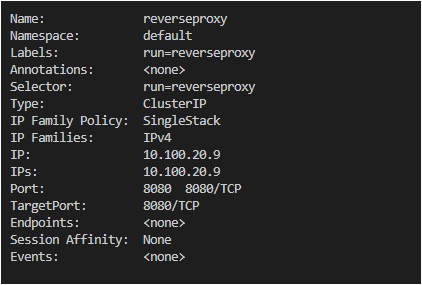 Name:              reverseproxy
Namespace:         default
Labels:            run=reverseproxy
Annotations:       <none>
Selector:          run=reverseproxy
Type:              ClusterIP
IP Family Policy:  SingleStack
IP Families:       IPv4
IP:                10.100.20.9
IPs:               10.100.20.9
Port:              8080  8080/TCP
TargetPort:        8080/TCP
Endpoints:         <none>
Session Affinity:  None
Events:            <none>